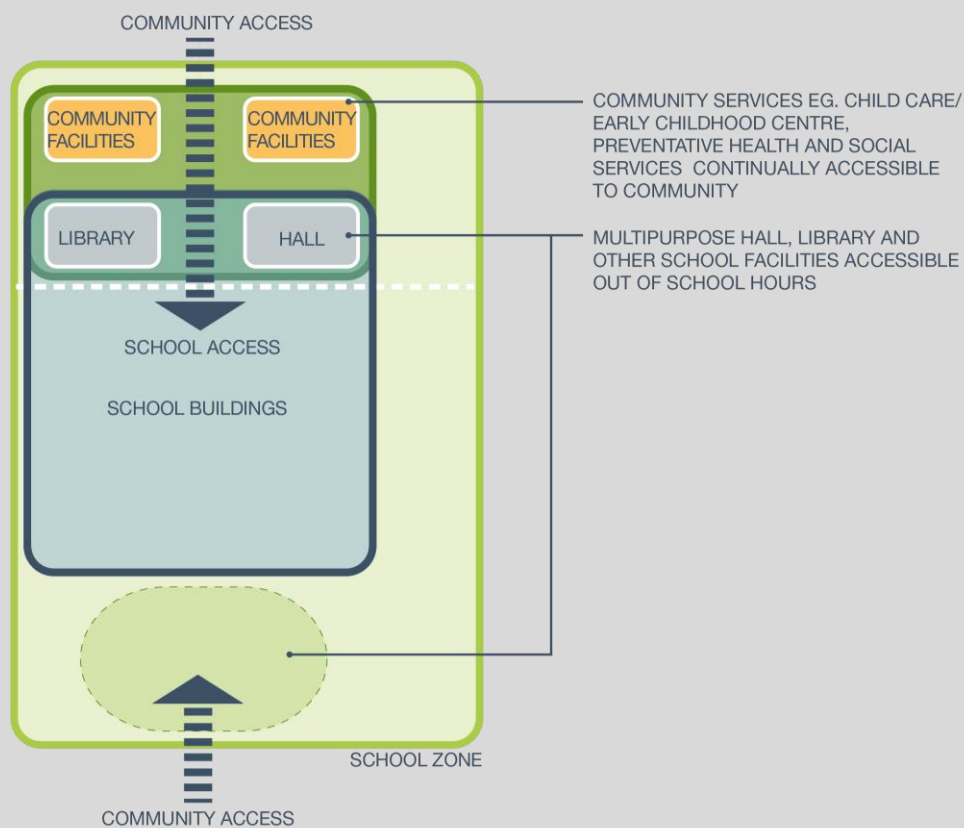 COMMUNITY ACCESS
COMMUNITY
FACILITIES
COMMUNITY
FACILITIES
COMMUNITY SERVICES EG. CHILD CARE/
EARLY CHILDHOOD CENTRE,
PREVENTATIVE HEALTH AND SOCIAL
SERVICES CONTINUALLY ACCESSIBLE
TO COMMUNITY
LIBRARY
HALL
MULTIPURPOSE HALL, LIBRARY AND
OTHER SCHOOL FACILITIES ACCESSIBLE
OUT OF SCHOOL HOURS
SCHOOL ACCESS
SCHOOL BUILDINGS
SCHOOL ZONE
COMMUNITY ACCESS